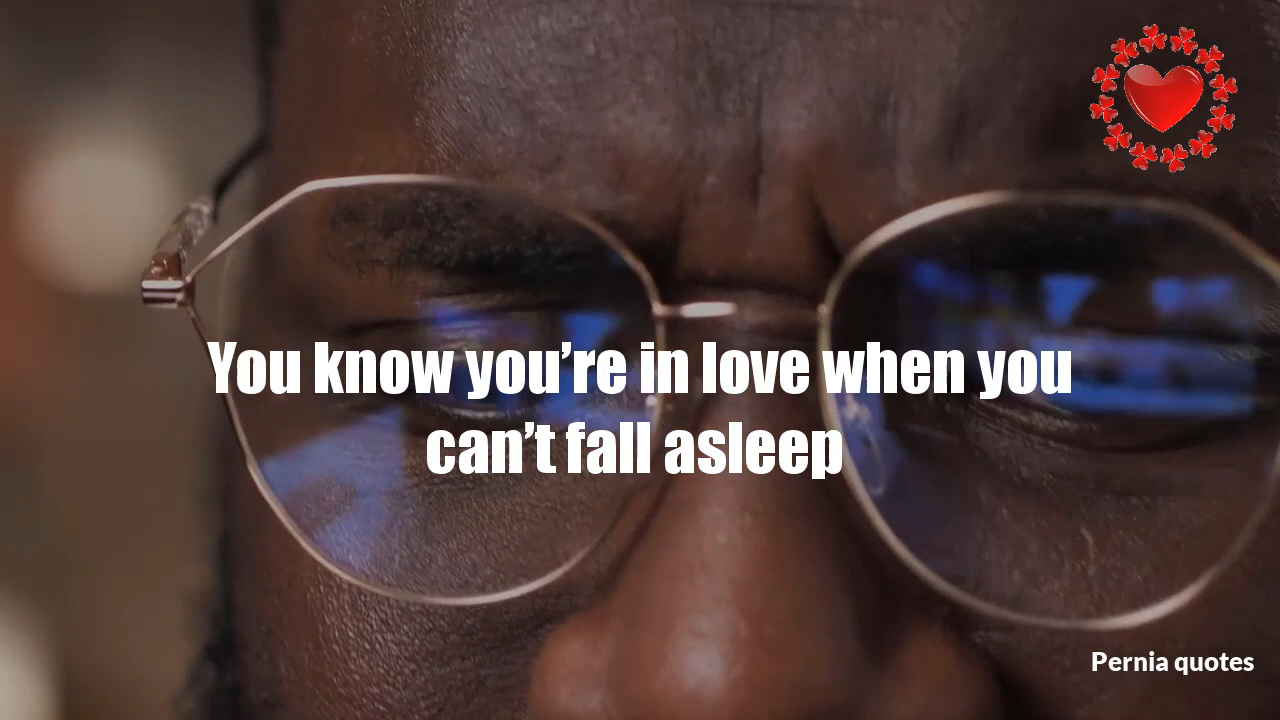 You know you’re in love when you
can’t fall asleep
Pernia quotes